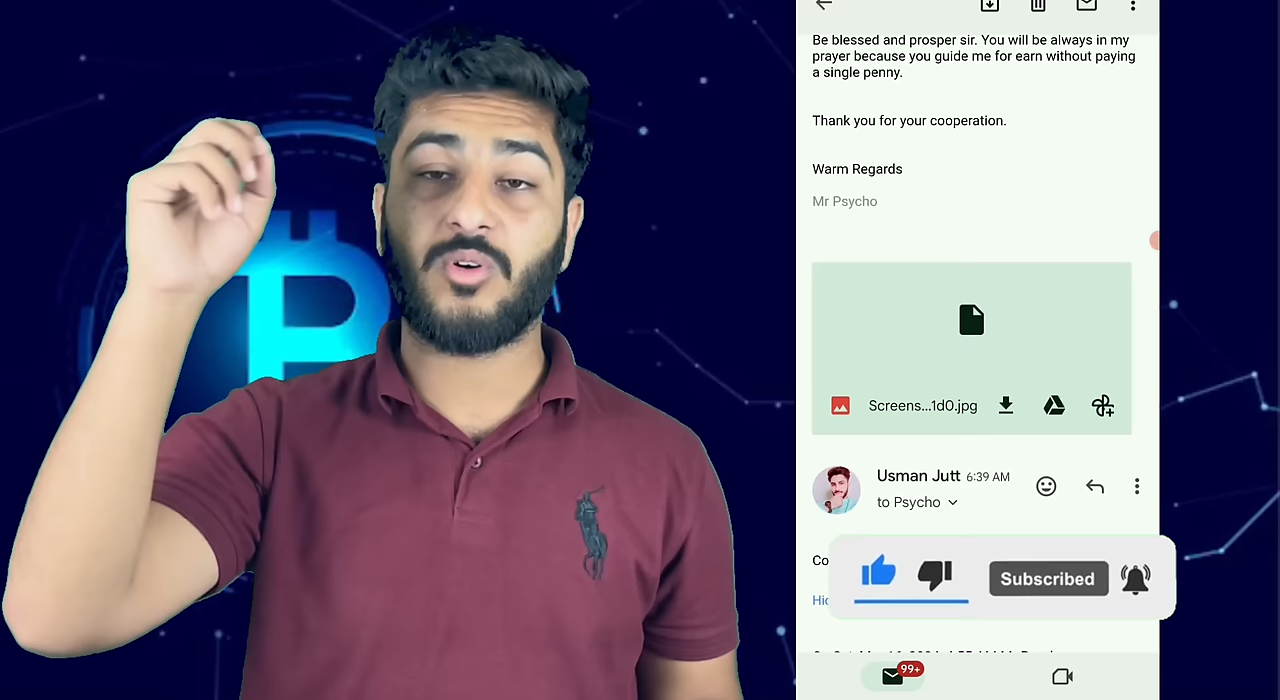 Be blessed and prosper sir. You will be always in my
prayer because you guide me for earn without paying
a single penny.
Thank you for your cooperation.
Warm Regards
Mr Psycho
Screens...1d0.jpg
Usman Jutt 6:39 AM
to Psycho
Co
Hid
Subscribed
99+